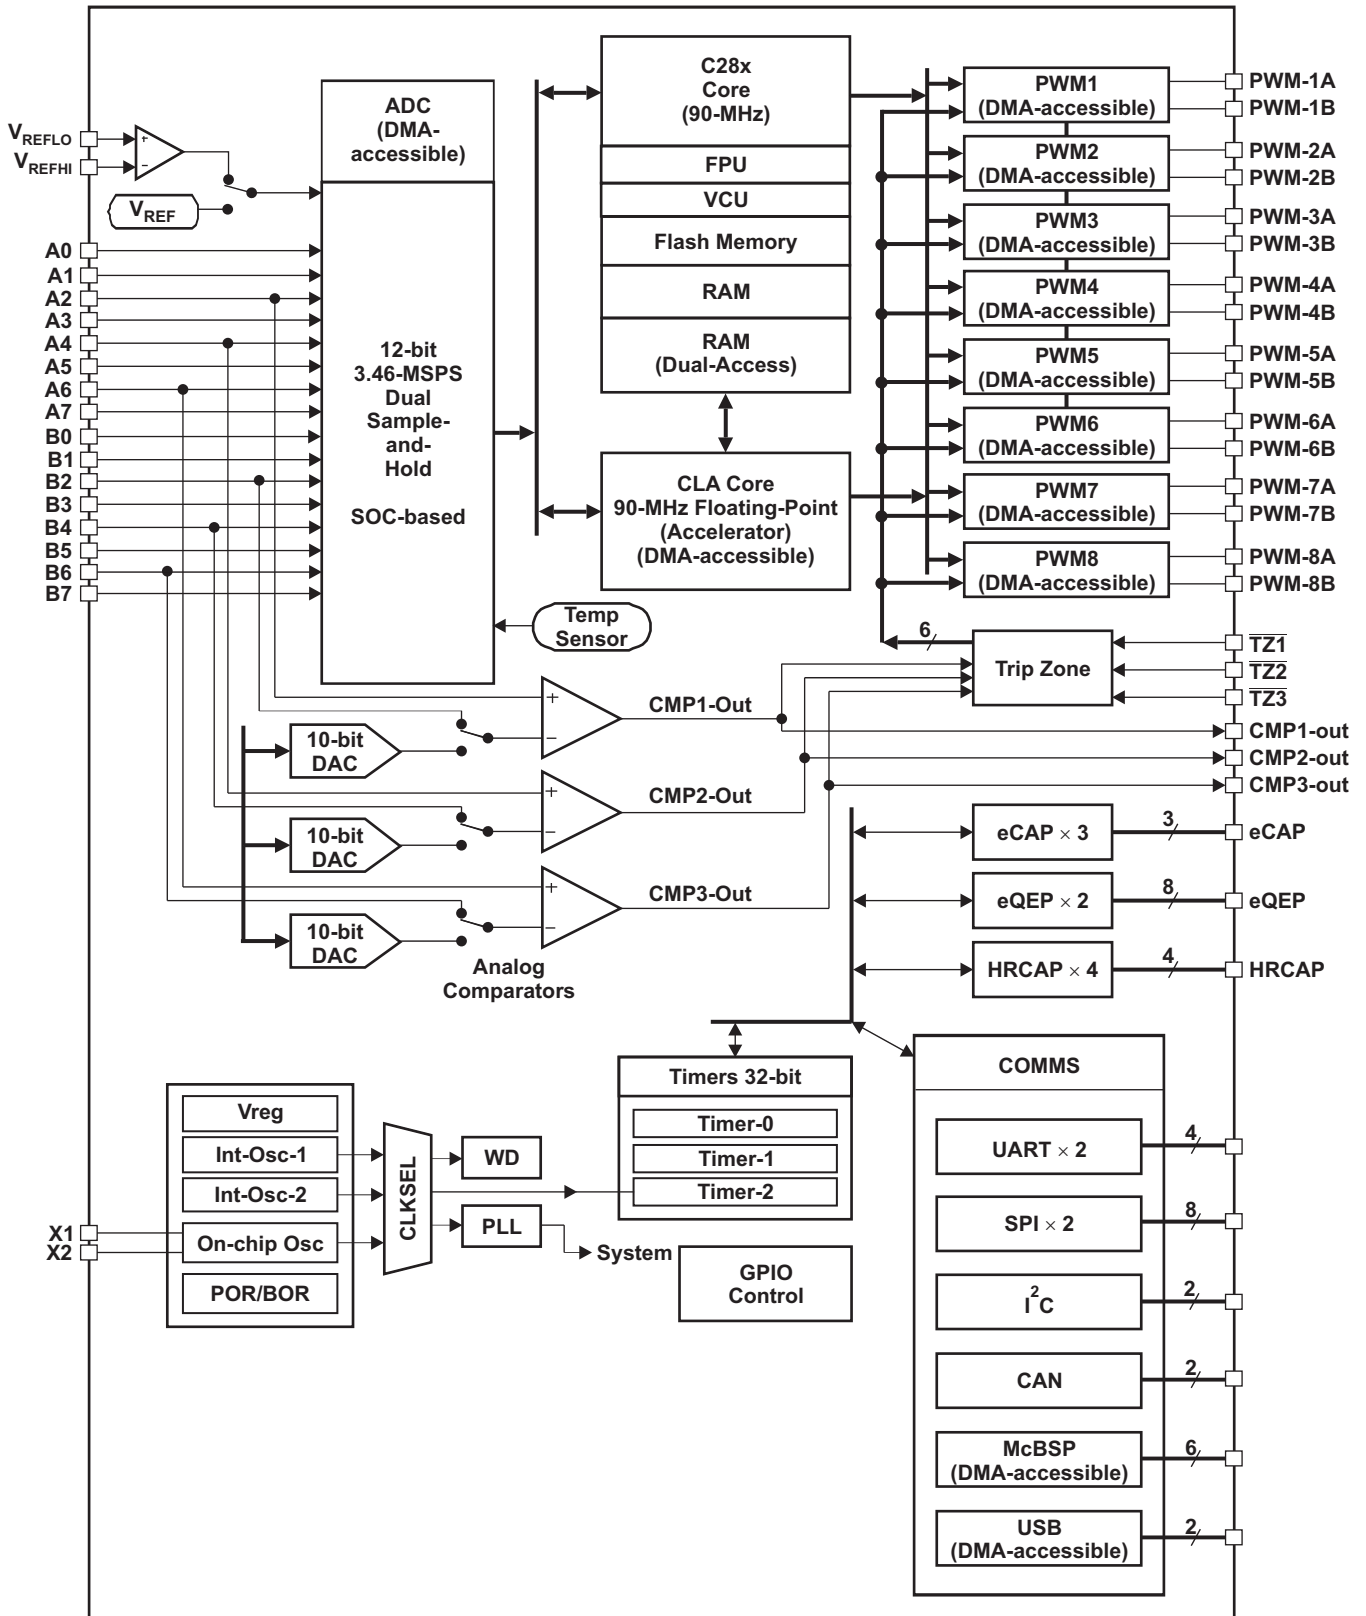 V_REFLO
V_REFHI
+
−
V_REF
A0
A1
A2
A3
A4
A5
A6
A7
B0
B1
B2
B3
B4
B5
B6
B7
ADC
(DMA-
accessible)
12-bit
3.46-MSPS
Dual
Sample-
and-
Hold
SOC-based
Temp
Sensor
C28x
Core
(90-MHz)
FPU
VCU
Flash Memory
RAM
RAM
(Dual-Access)
CLA Core
90-MHz Floating-Point
(Accelerator)
(DMA-accessible)
PWM1
(DMA-accessible)
PWM2
(DMA-accessible)
PWM3
(DMA-accessible)
PWM4
(DMA-accessible)
PWM5
(DMA-accessible)
PWM6
(DMA-accessible)
PWM7
(DMA-accessible)
PWM8
(DMA-accessible)
PWM-1A
PWM-1B
PWM-2A
PWM-2B
PWM-3A
PWM-3B
PWM-4A
PWM-4B
PWM-5A
PWM-5B
PWM-6A
PWM-6B
PWM-7A
PWM-7B
PWM-8A
PWM-8B
6
Trip Zone
T̅Z̅1̅
T̅Z̅2̅
T̅Z̅3̅
CMP1-out
CMP2-out
CMP3-out
10-bit
DAC
+
−
CMP1-Out
10-bit
DAC
+
−
CMP2-Out
10-bit
DAC
+
−
CMP3-Out
Analog
Comparators
eCAP × 3
3
eCAP
eQEP × 2
8
eQEP
HRCAP × 4
4
HRCAP
Vreg
Int-Osc-1
Int-Osc-2
On-chip Osc
POR/BOR
X1
X2
CLKSEL
WD
PLL
System
Timers 32-bit
Timer-0
Timer-1
Timer-2
GPIO
Control
COMMS
UART × 2
4
SPI × 2
8
I²C
2
CAN
2
McBSP
(DMA-accessible)
6
USB
(DMA-accessible)
2